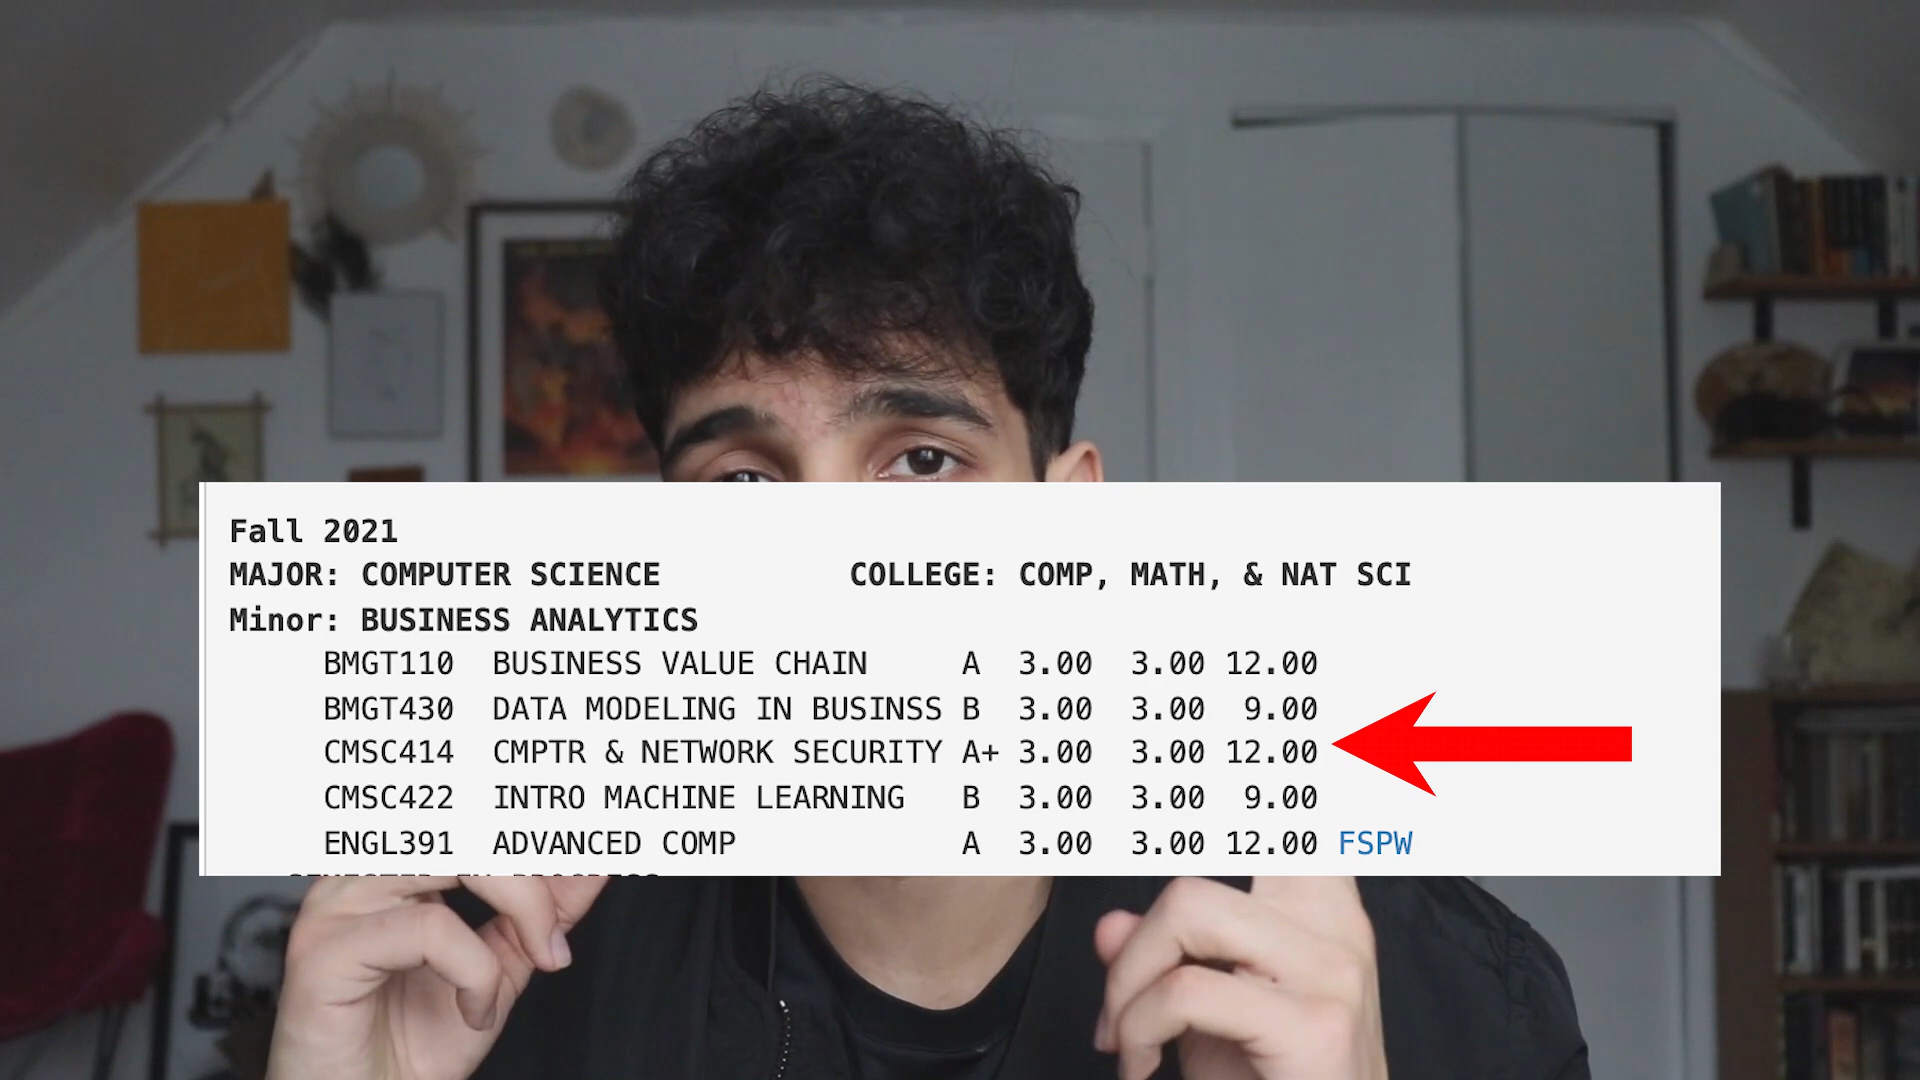 Fall 2021
MAJOR: COMPUTER SCIENCE COLLEGE: COMP, MATH, & NAT SCI
Minor: BUSINESS ANALYTICS
BMGT110 BUSINESS VALUE CHAIN A 3.00 3.00 12.00
BMGT430 DATA MODELING IN BUSINSS B 3.00 3.00 9.00
CMSC414 CMPTR & NETWORK SECURITY A+ 3.00 3.00 12.00
CMSC422 INTRO MACHINE LEARNING B 3.00 3.00 9.00
ENGL391 ADVANCED COMP A 3.00 3.00 12.00 FSPW